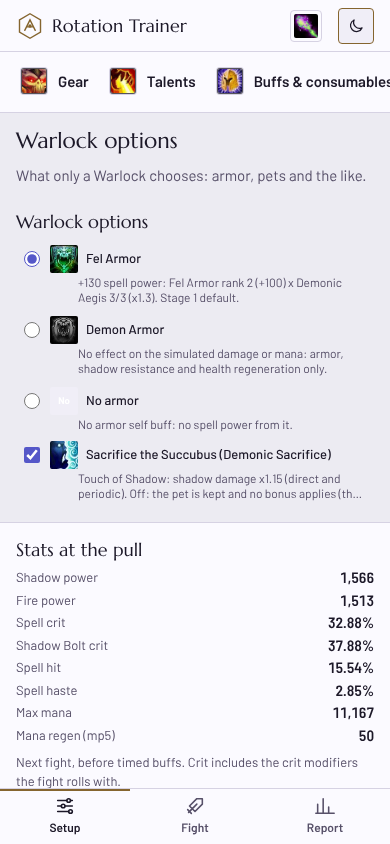 Rotation Trainer
Gear
Talents
Buffs & consumables
Warlock options
What only a Warlock chooses: armor, pets and the like.
Warlock options
Fel Armor
+130 spell power: Fel Armor rank 2 (+100) x Demonic
Aegis 3/3 (x1.3). Stage 1 default.
Demon Armor
No effect on the simulated damage or mana: armor,
shadow resistance and health regeneration only.
No
No armor
No armor self buff: no spell power from it.
Sacrifice the Succubus (Demonic Sacrifice)
Touch of Shadow: shadow damage x1.15 (direct and
periodic). Off: the pet is kept and no bonus applies (th…
Stats at the pull
Shadow power 1,566
Fire power 1,513
Spell crit 32.88%
Shadow Bolt crit 37.88%
Spell hit 15.54%
Spell haste 2.85%
Max mana 11,167
Mana regen (mp5) 50
Next fight, before timed buffs. Crit includes the crit modifiers
the fight rolls with.
Setup
Fight
Report